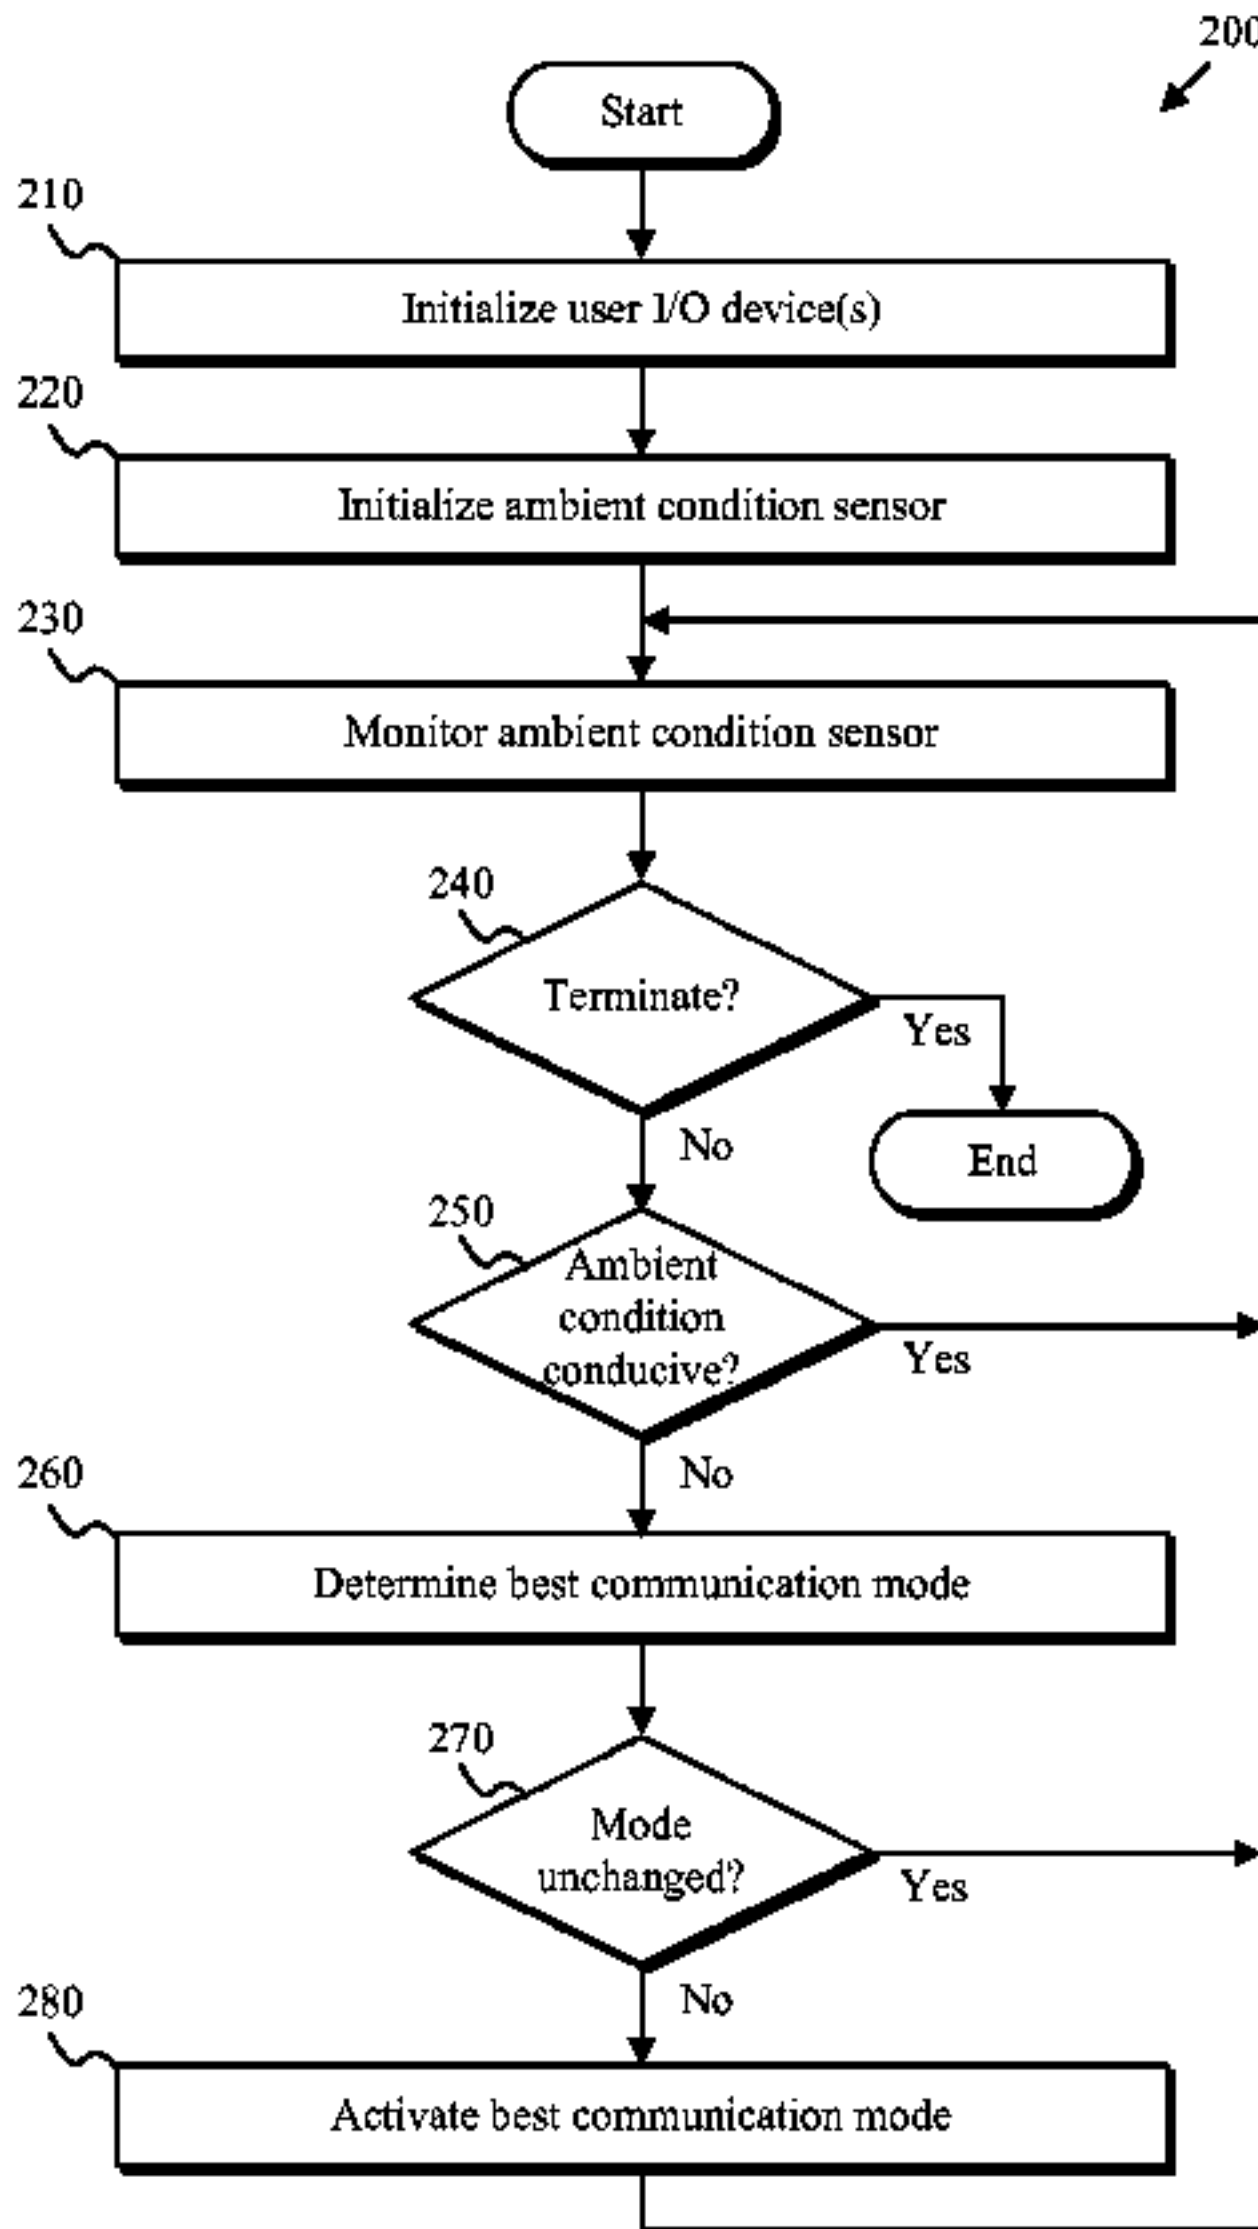 200
Start
210
Initialize user I/O device(s)
220
Initialize ambient condition sensor
230
Monitor ambient condition sensor
240
Terminate?
Yes
No
End
250
Ambient
condition
conducive?
Yes
No
260
Determine best communication mode
270
Mode
unchanged?
Yes
No
280
Activate best communication mode